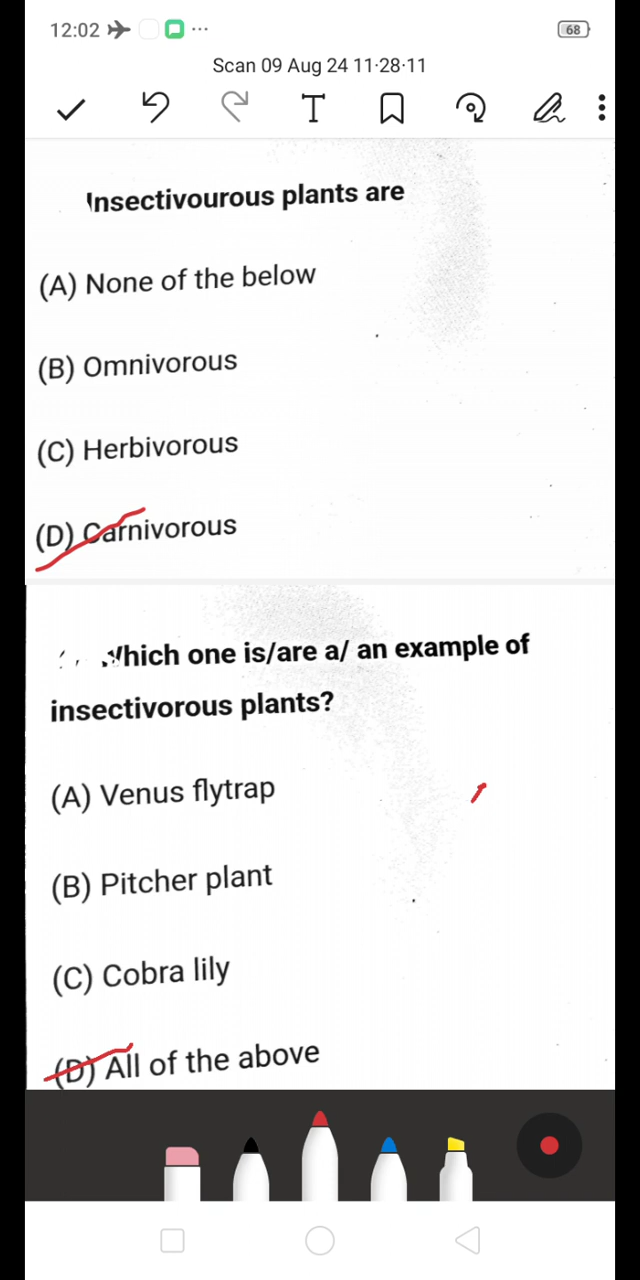 12:02
68
Scan 09 Aug 24 11·28·11
T
Insectivourous plants are
(A) None of the below
(B) Omnivorous
(C) Herbivorous
(D) Carnivorous
Which one is/are a/ an example of
insectivorous plants?
(A) Venus flytrap
(B) Pitcher plant
(C) Cobra lily
(D) All of the above